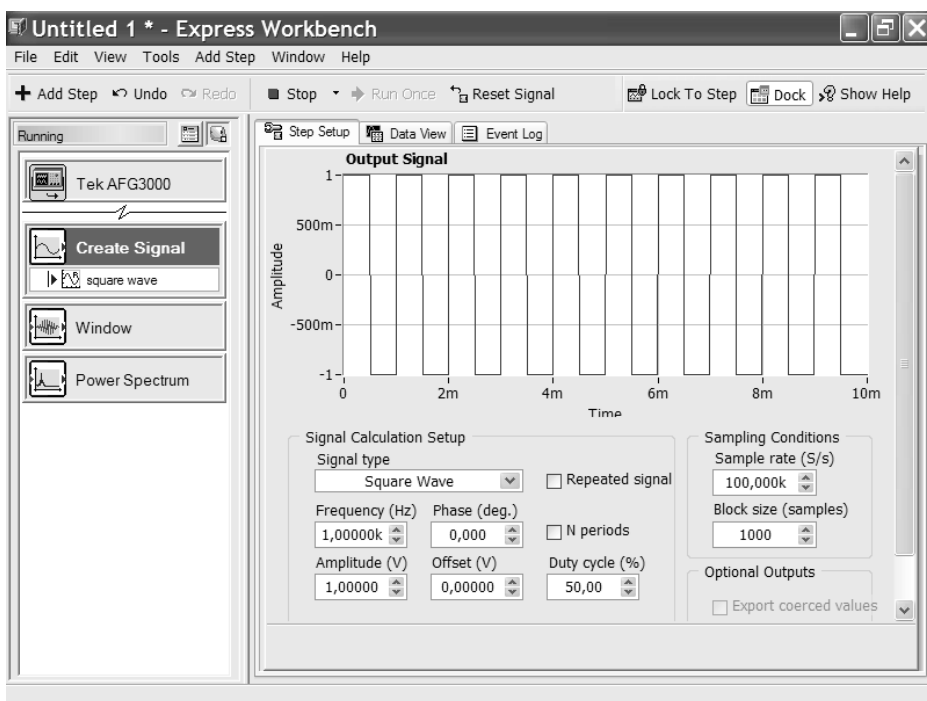 Untitled 1 * - Express Workbench
File Edit View Tools Add Step Window Help
Add Step Undo Redo Stop Run Once Reset Signal Lock To Step Dock Show Help
Running
Step Setup Data View Event Log
Tek AFG3000
Create Signal
square wave
Window
Power Spectrum
Output Signal
Amplitude
1
500m
0
-500m
-1
0 2m 4m 6m 8m 10m
Time
Signal Calculation Setup
Signal type
Square Wave
Repeated signal
Frequency (Hz) Phase (deg.)
1,00000k 0,000
N periods
Amplitude (V) Offset (V) Duty cycle (%)
1,00000 0,00000 50,00
Sampling Conditions
Sample rate (S/s)
100,000k
Block size (samples)
1000
Optional Outputs
Export coerced values